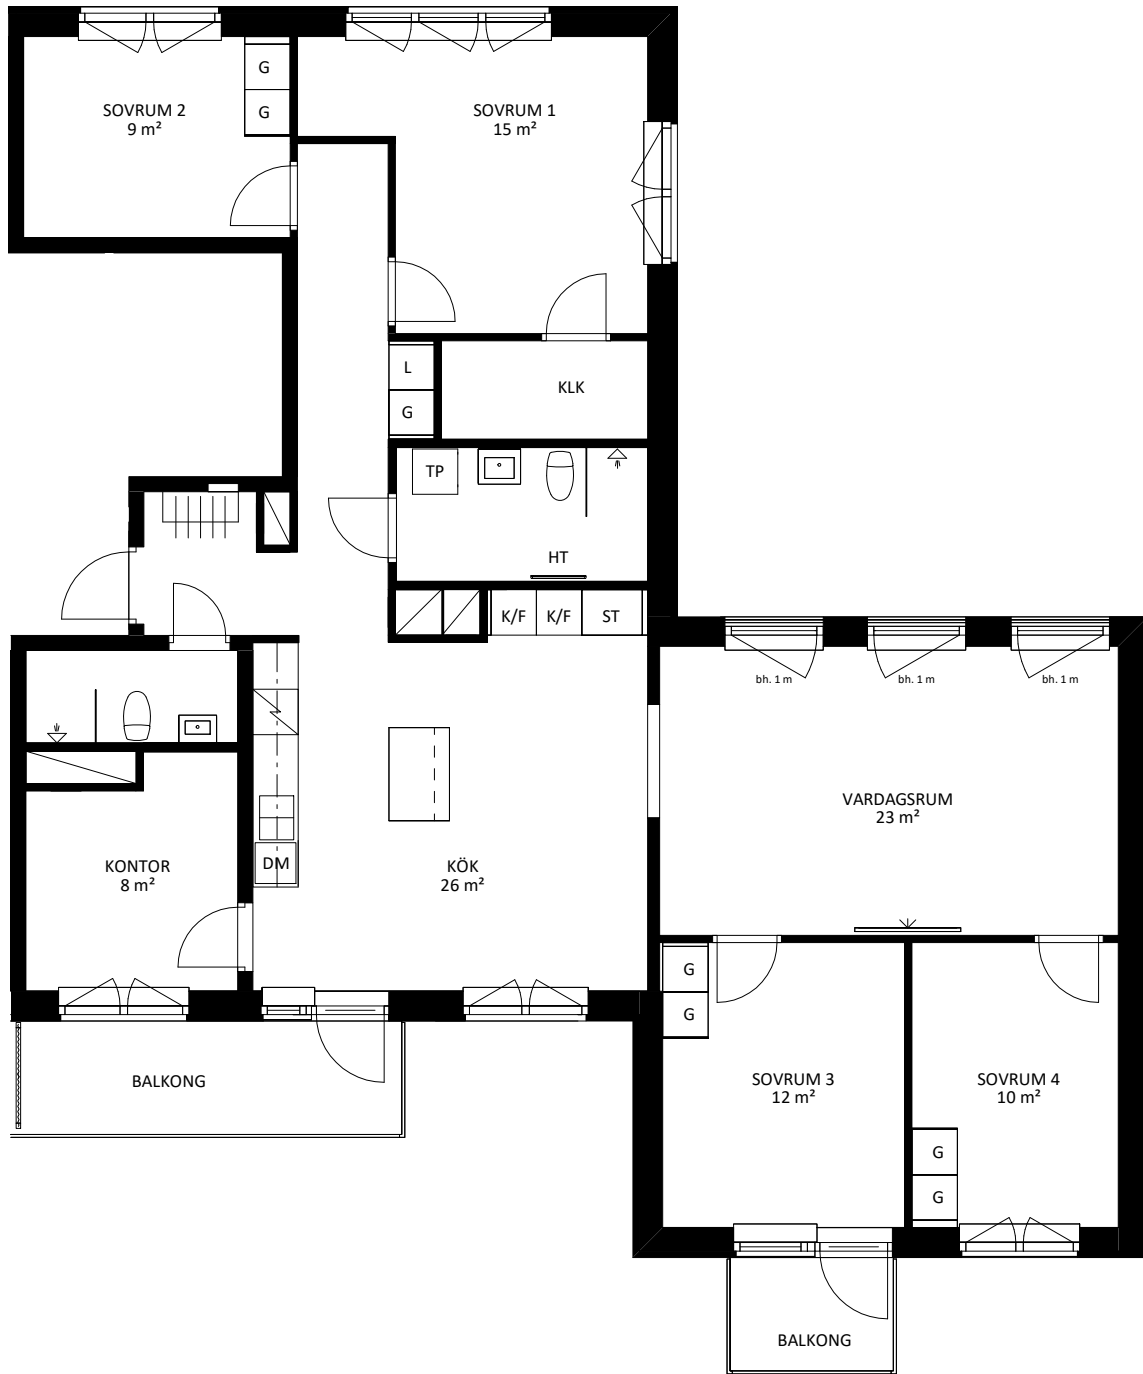 G
G
SOVRUM 2
9 m²
SOVRUM 1
15 m²
L
G
KLK
TP
HT
K/F
K/F
ST
bh. 1 m
bh. 1 m
bh. 1 m
VARDAGSRUM
23 m²
KONTOR
8 m²
DM
KÖK
26 m²
G
G
BALKONG
SOVRUM 3
12 m²
SOVRUM 4
10 m²
G
G
BALKONG